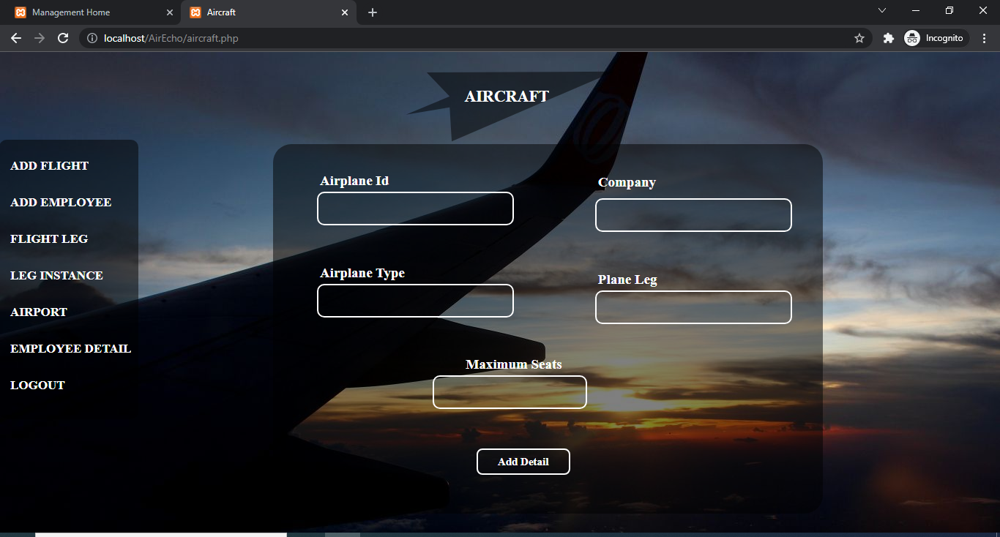 Management Home
Aircraft
localhost/AirEcho/aircraft.php
Incognito
AIRCRAFT
ADD FLIGHT
ADD EMPLOYEE
FLIGHT LEG
LEG INSTANCE
AIRPORT
EMPLOYEE DETAIL
LOGOUT
Airplane Id
Company
Airplane Type
Plane Leg
Maximum Seats
Add Detail